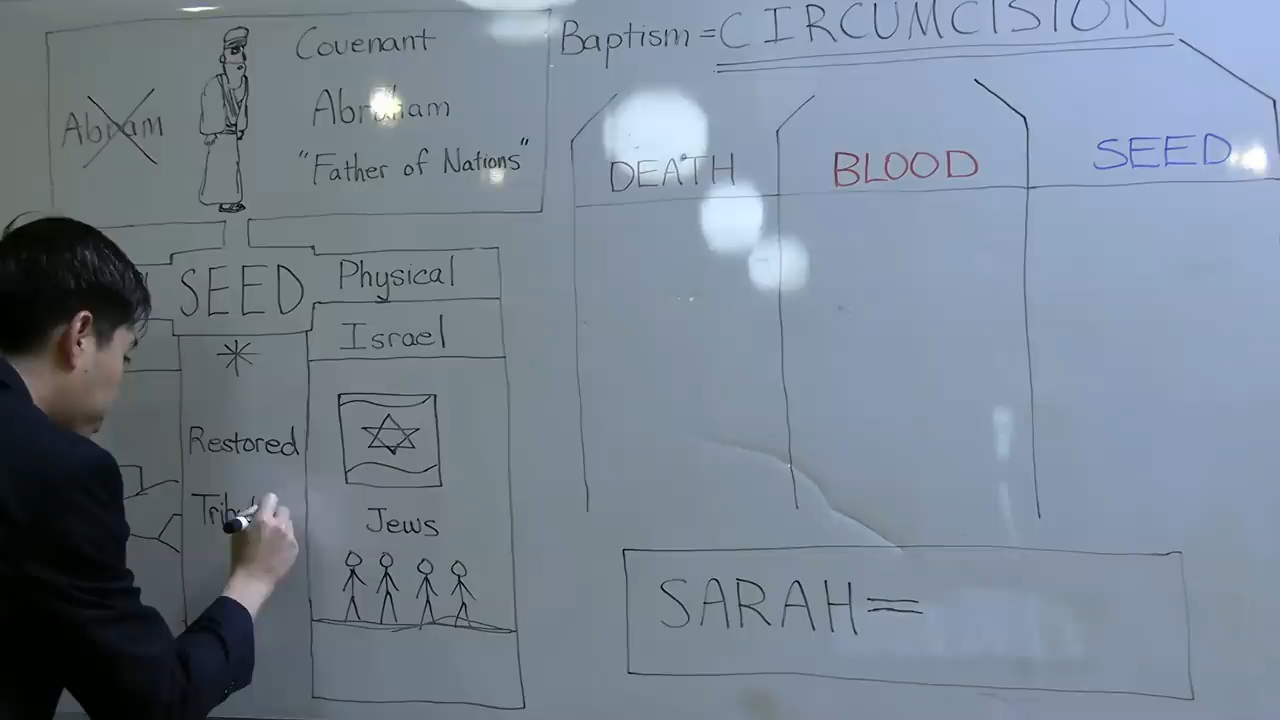 Abram
Covenant
Abraham
"Father of Nations"
Baptism = CIRCUMCISION
DEATH
BLOOD
SEED
SEED
Physical
Israel
Restored
Jews
SARAH=